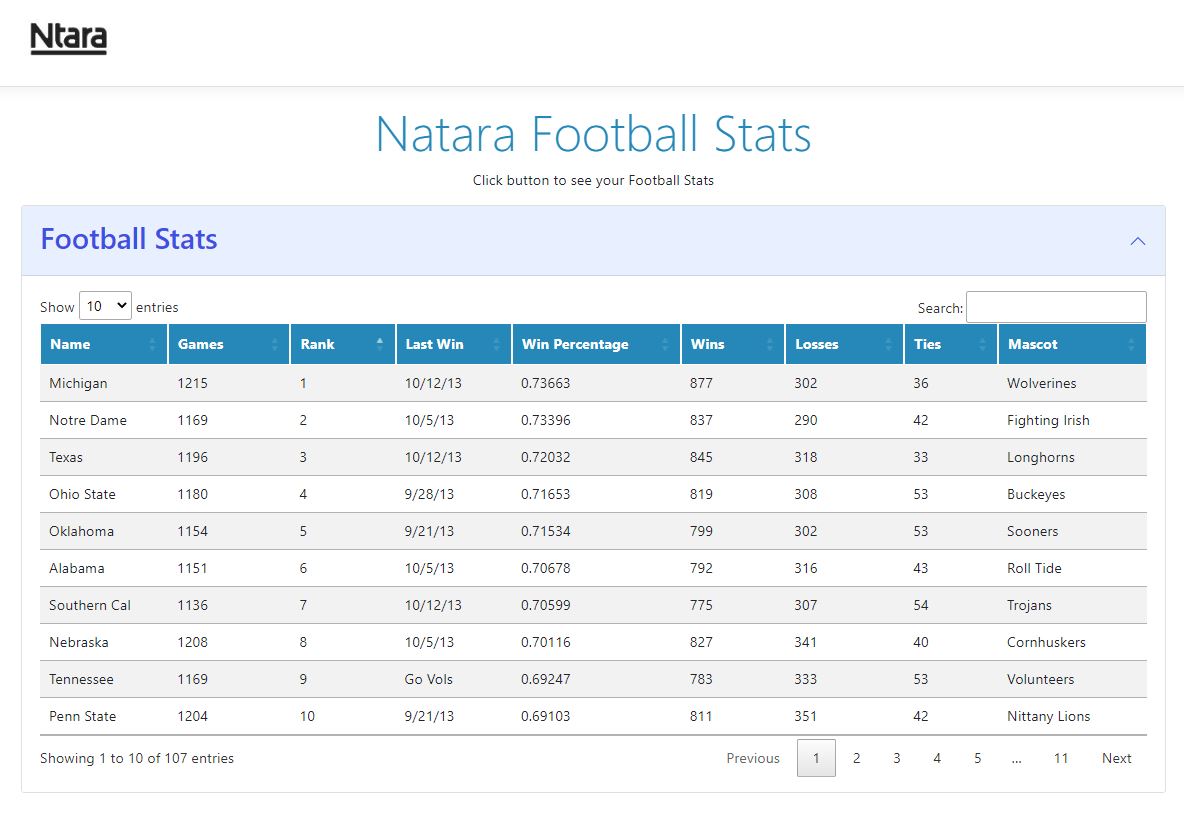 Ntara
Natara Football Stats
Click button to see your Football Stats
Football Stats
Show 10 entries Search:
Name Games Rank Last Win Win Percentage Wins Losses Ties Mascot
Michigan 1215 1 10/12/13 0.73663 877 302 36 Wolverines
Notre Dame 1169 2 10/5/13 0.73396 837 290 42 Fighting Irish
Texas 1196 3 10/12/13 0.72032 845 318 33 Longhorns
Ohio State 1180 4 9/28/13 0.71653 819 308 53 Buckeyes
Oklahoma 1154 5 9/21/13 0.71534 799 302 53 Sooners
Alabama 1151 6 10/5/13 0.70678 792 316 43 Roll Tide
Southern Cal 1136 7 10/12/13 0.70599 775 307 54 Trojans
Nebraska 1208 8 10/5/13 0.70116 827 341 40 Cornhuskers
Tennessee 1169 9 Go Vols 0.69247 783 333 53 Volunteers
Penn State 1204 10 9/21/13 0.69103 811 351 42 Nittany Lions
Showing 1 to 10 of 107 entries Previous 1 2 3 4 5 ... 11 Next